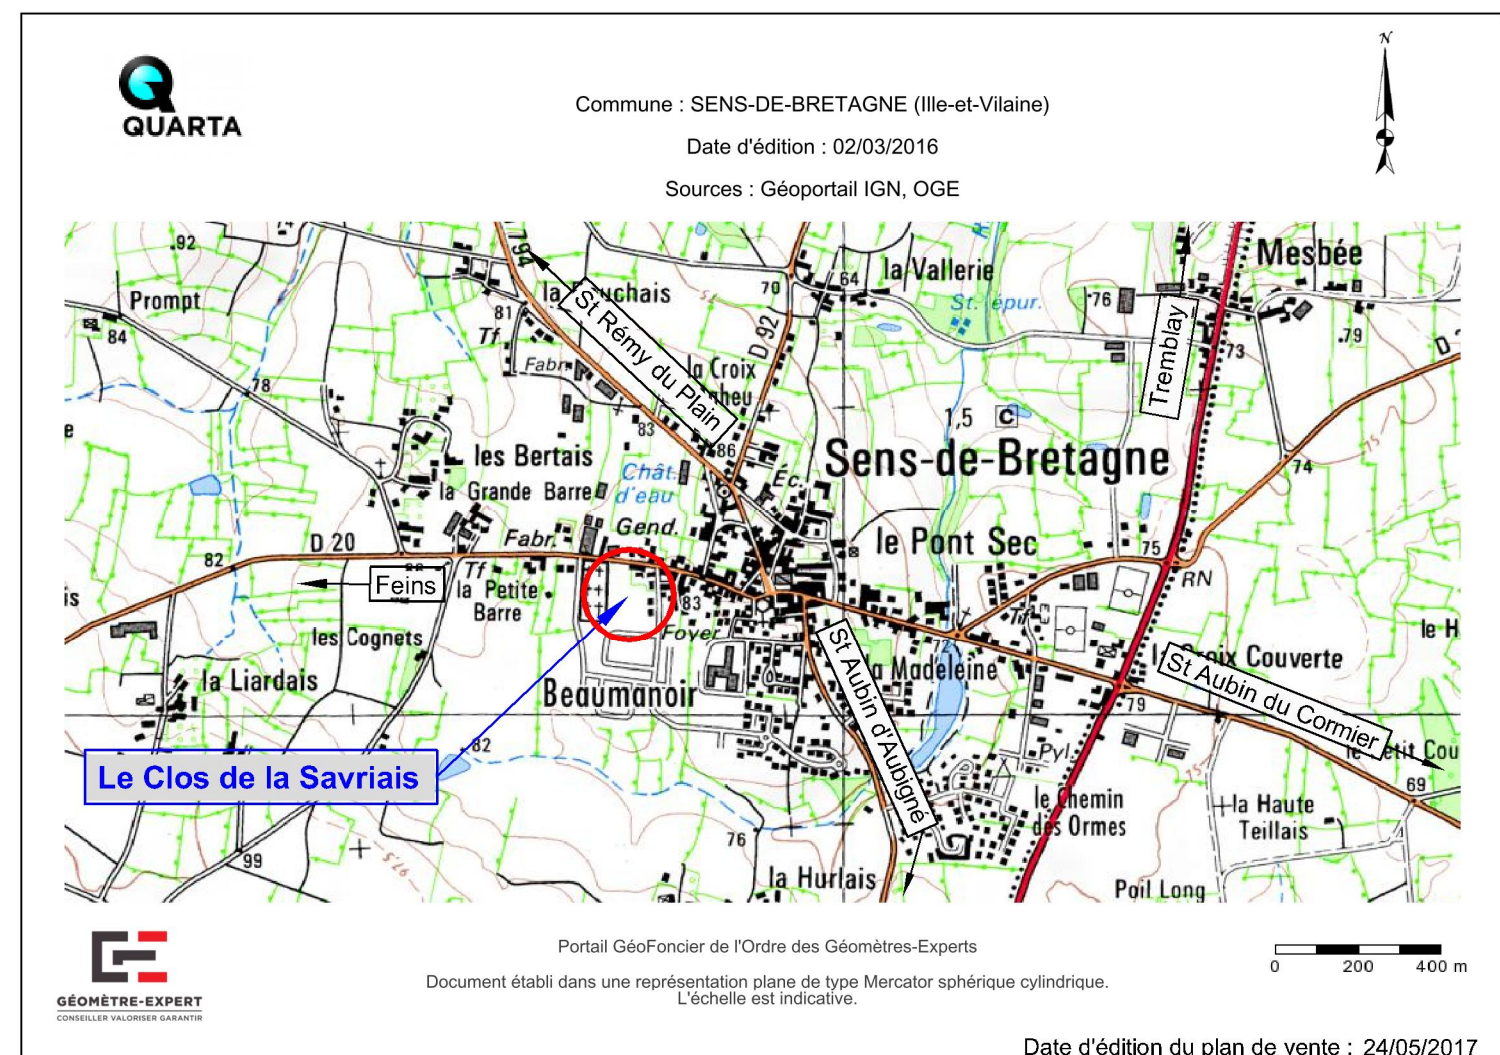 N
QUARTA
Commune : SENS-DE-BRETAGNE (Ille-et-Vilaine)
Date d'édition : 02/03/2016
Sources : Géoportail IGN, OGE
92
Mesbée
la Vallerie
64
70
Prompt
84
81
Tf
St Rémy du Plain
St. épur.
76
Tremblay
79
73
D 92
Fabr.
la Croix
78
83
86
1,5
C
Sens-de-Bretagne
75
74
les Bertais
la Grande Barre
Chât.
d'eau
Éc.
Gend.
Fabr.
D 20
82
le Pont Sec
75
RN
Feins
Tf
la Petite
Barre
83
Foyer
les Cognets
la Liardais
Beaumanoir
St Aubin d'Aubigné
Madeleine
Croix Couverte
St Aubin du Cormier
79
Pyl.
75
69
82
Le Clos de la Savriais
le Chemin
des Ormes
la Haute
Teillais
76
99
97,5
la Hurlais
Poil Long
GÉOMÈTRE-EXPERT
CONSEILLER VALORISER GARANTIR
Portail GéoFoncier de l'Ordre des Géomètres-Experts
Document établi dans une représentation plane de type Mercator sphérique cylindrique.
L'échelle est indicative.
0 200 400 m
Date d'édition du plan de vente : 24/05/2017